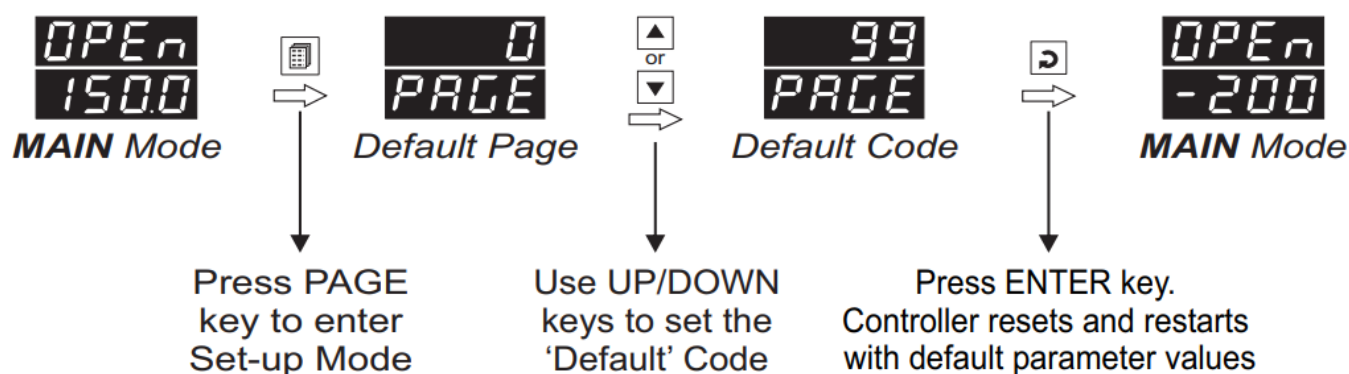 OPEn
150.0
MAIN Mode
0
PAGE
Default Page
or
99
PAGE
Default Code
OPEn
-200
MAIN Mode
Press PAGE
key to enter
Set-up Mode
Use UP/DOWN
keys to set the
‘Default’ Code
Press ENTER key.
Controller resets and restarts
with default parameter values